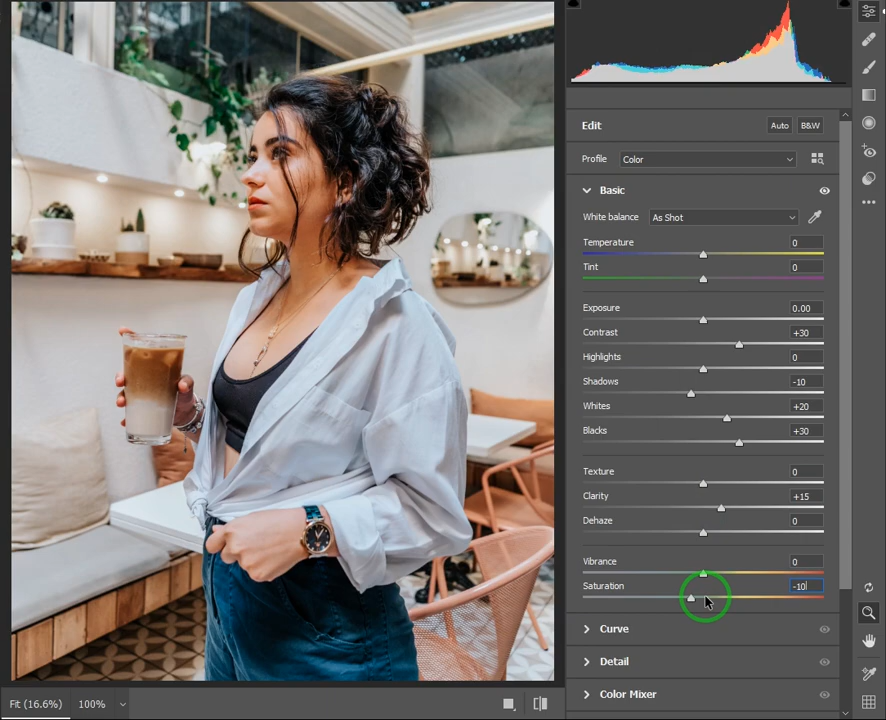 Edit Auto B&W
Profile Color
Basic
White balance As Shot
Temperature 0
Tint 0
Exposure 0.00
Contrast +30
Highlights 0
Shadows -10
Whites +20
Blacks +30
Texture 0
Clarity +15
Dehaze 0
Vibrance 0
Saturation -10
Curve
Detail
Color Mixer
Fit (16.6%) 100%